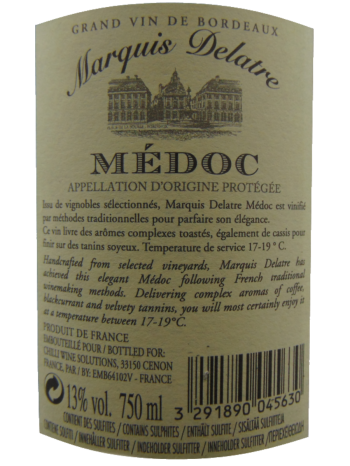 GRAND VIN DE BORDEAUX
Marquis Delatre
MÉDOC
APPELLATION D'ORIGINE PROTÉGÉE
Issu de vignobles sélectionnés, Marquis Delatre Médoc est vinifié
par méthodes traditionnelles pour parfaire son élégance.
Ce vin livre des arômes complexes toastés, également de cassis pour
finir sur des tanins soyeux. Temperature de service 17-19 ° C.
Handcrafted from selected vineyards, Marquis Delatre has
achieved this elegant Médoc following French traditional
winemaking methods. Delivering complex aromas of coffee,
blackcurrant and velvety tannins, you will most certainly enjoy it
at a temperature between 17-19°C.
PRODUIT DE FRANCE
EMBOUTEILLÉ POUR / BOTTLED FOR:
CHILLI WINE SOLUTIONS, 33150 CENON
FRANCE, PAR / BY: EMB64102V - FRANCE
13% vol. 750 ml
3 291890 045630
CONTIENT DES SULFITES / CONTAINS SULPHITES / ENTHÄLT SULFITE / SISÄLTÄÄ SULFIITTEJA
INNEHÅLLER SULFITER / INDEHOLDER SULFITTER / INNEHOLDER SULFITTER